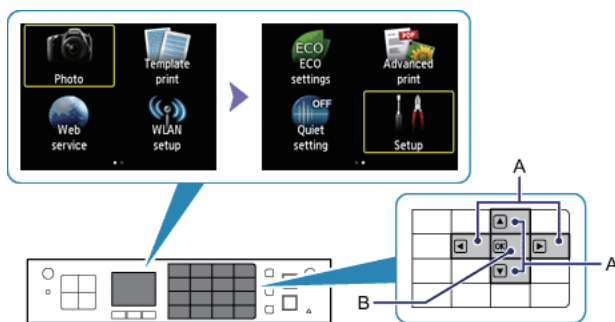 Photo
Template
print
Web
service
WLAN
setup
ECO
ECO
settings
PDF
Advanced
print
OFF
Quiet
setting
Setup
A
OK
A
B